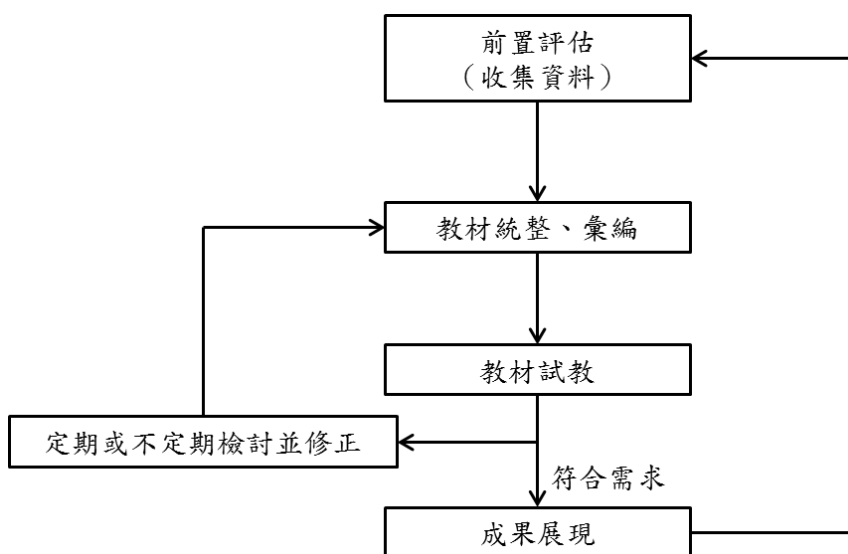 前置評估
（收集資料）
教材統整、彙編
教材試教
定期或不定期檢討並修正
符合需求
成果展現